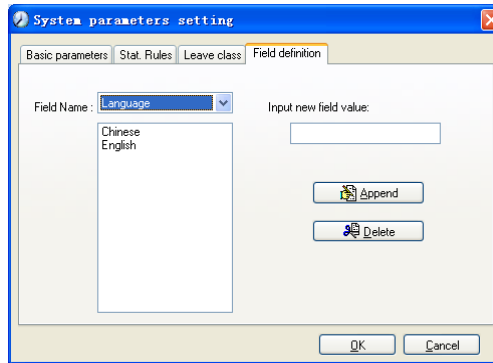 System parameters setting
Basic parameters Stat. Rules Leave class Field definition
Field Name : Language Input new field value:
Chinese
English
Append
Delete
OK Cancel